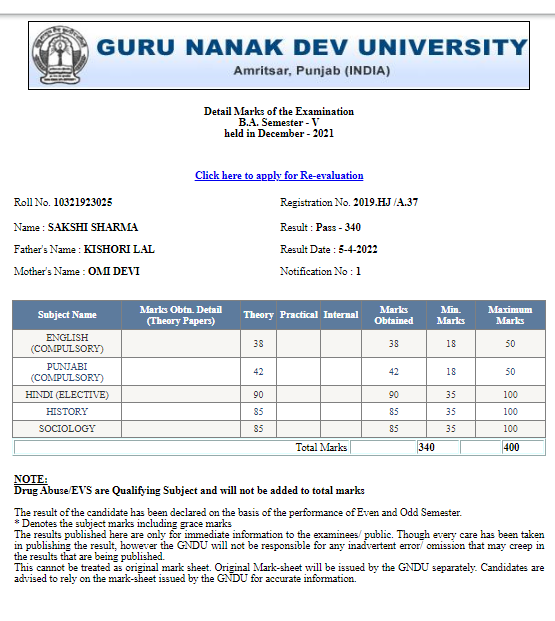 GURU NANAK DEV UNIVERSITY
Amritsar, Punjab (INDIA)
Detail Marks of the Examination
B.A. Semester - V
held in December - 2021
Click here to apply for Re-evaluation
Roll No. 10321923025 Registration No. 2019.HJ /A.37
Name : SAKSHI SHARMA Result : Pass - 340
Father's Name : KISHORI LAL Result Date : 5-4-2022
Mother's Name : OMI DEVI Notification No : 1
Subject Name Marks Obtn. Detail (Theory Papers) Theory Practical Internal Marks Obtained Min. Marks Maximum Marks
ENGLISH (COMPULSORY) 38 38 18 50
PUNJABI (COMPULSORY) 42 42 18 50
HINDI (ELECTIVE) 90 90 35 100
HISTORY 85 85 35 100
SOCIOLOGY 85 85 35 100
Total Marks 340 400
NOTE:
Drug Abuse/EVS are Qualifying Subject and will not be added to total marks
The result of the candidate has been declared on the basis of the performance of Even and Odd Semester.
* Denotes the subject marks including grace marks
The results published here are only for immediate information to the examinees/ public. Though every care has been taken
in publishing the result, however the GNDU will not be responsible for any inadvertent error/ omission that may creep in
the results that are being published.
This cannot be treated as original mark sheet. Original Mark-sheet will be issued by the GNDU separately. Candidates are
advised to rely on the mark-sheet issued by the GNDU for accurate information.